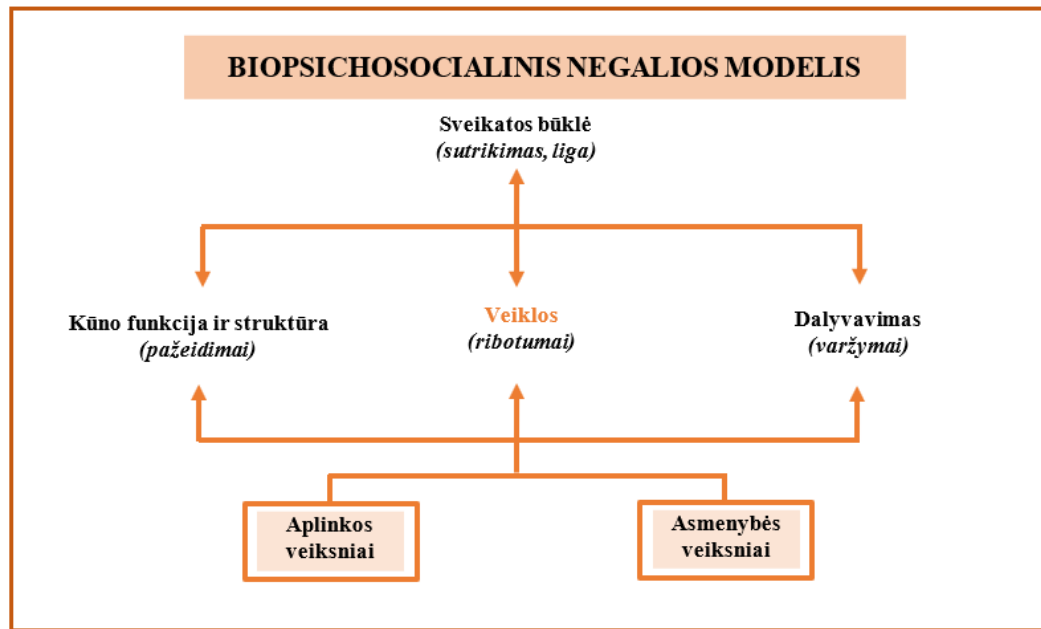 BIOPSICHOSOCIALINIS NEGALIOS MODELIS
Sveikatos būklė
(sutrikimas, liga)
Kūno funkcija ir struktūra
(pažeidimai)
Veiklos
(ribotumai)
Dalyvavimas
(varžymai)
Aplinkos
veiksniai
Asmenybės
veiksniai